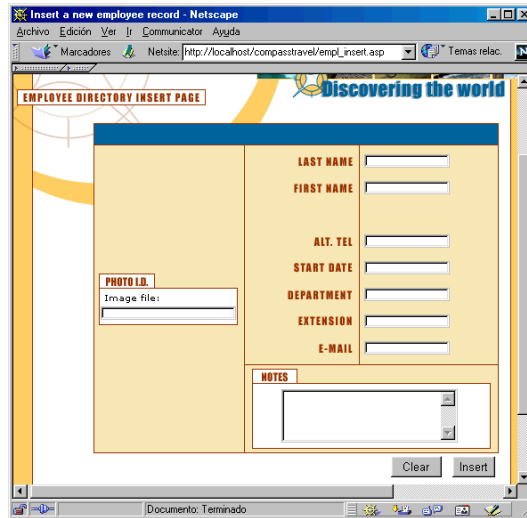 Insert a new employee record - Netscape
Archivo Edición Ver Ir Communicator Ayuda
Marcadores Netsite: http://localhost/compasstravel/empl_insert.asp Temas relac. N
Discovering the world
EMPLOYEE DIRECTORY INSERT PAGE
LAST NAME
FIRST NAME
ALT. TEL
START DATE
PHOTO I.D.
Image file:
DEPARTMENT
EXTENSION
E-MAIL
NOTES
Clear Insert
Documento: Terminado